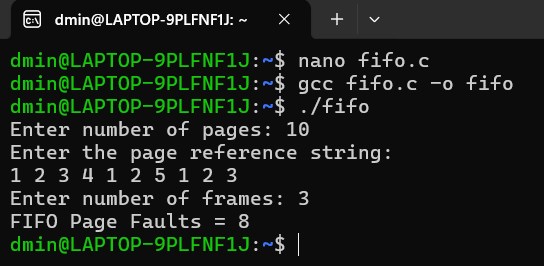 dmin@LAPTOP-9PLFNF1J: ~
dmin@LAPTOP-9PLFNF1J:~$ nano fifo.c
dmin@LAPTOP-9PLFNF1J:~$ gcc fifo.c -o fifo
dmin@LAPTOP-9PLFNF1J:~$ ./fifo
Enter number of pages: 10
Enter the page reference string:
1 2 3 4 1 2 5 1 2 3
Enter number of frames: 3
FIFO Page Faults = 8
dmin@LAPTOP-9PLFNF1J:~$